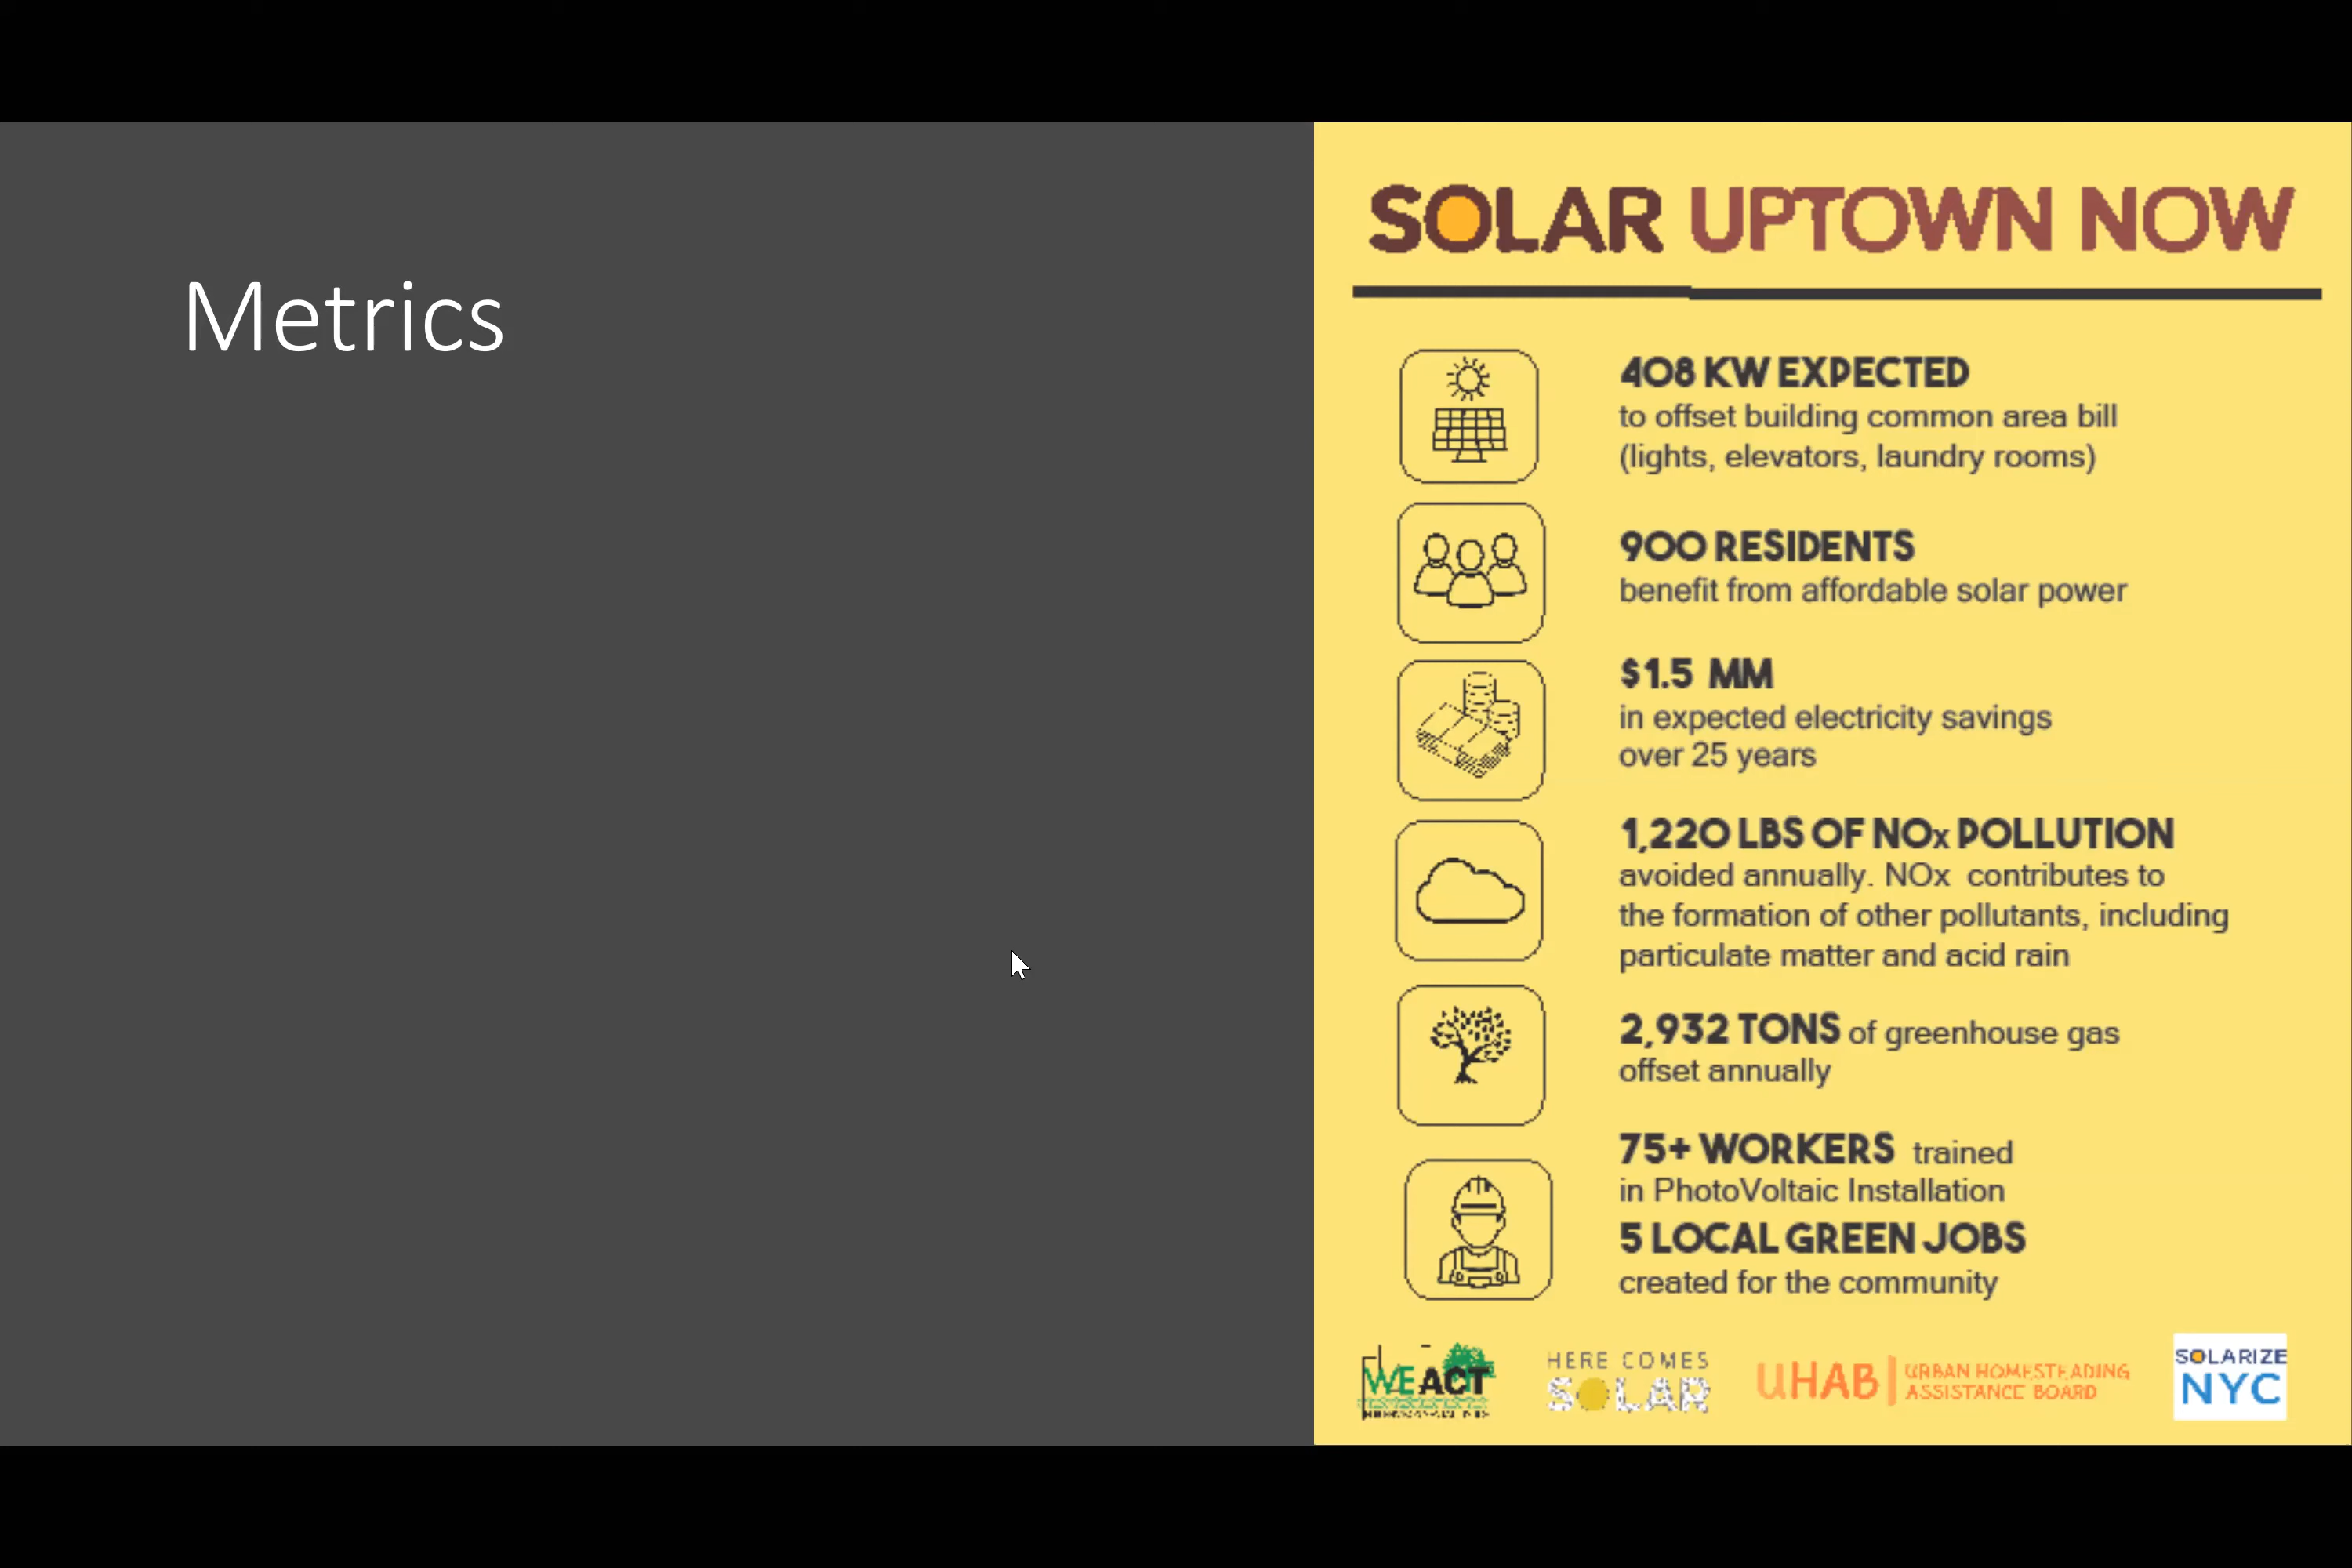 Metrics
SOLAR UPTOWN NOW
408 KW EXPECTED
to offset building common area bill
(lights, elevators, laundry rooms)
900 RESIDENTS
benefit from affordable solar power
$1.5 MM
in expected electricity savings
over 25 years
1,220 LBS OF NOx POLLUTION
avoided annually. NOx contributes to
the formation of other pollutants, including
particulate matter and acid rain
2,932 TONS of greenhouse gas
offset annually
75+ WORKERS trained
in PhotoVoltaic Installation
5 LOCAL GREEN JOBS
created for the community
WE ACT
HERE COMES
SOLAR
UHAB
URBAN HOMESTEADING
ASSISTANCE BOARD
SOLARIZE
NYC